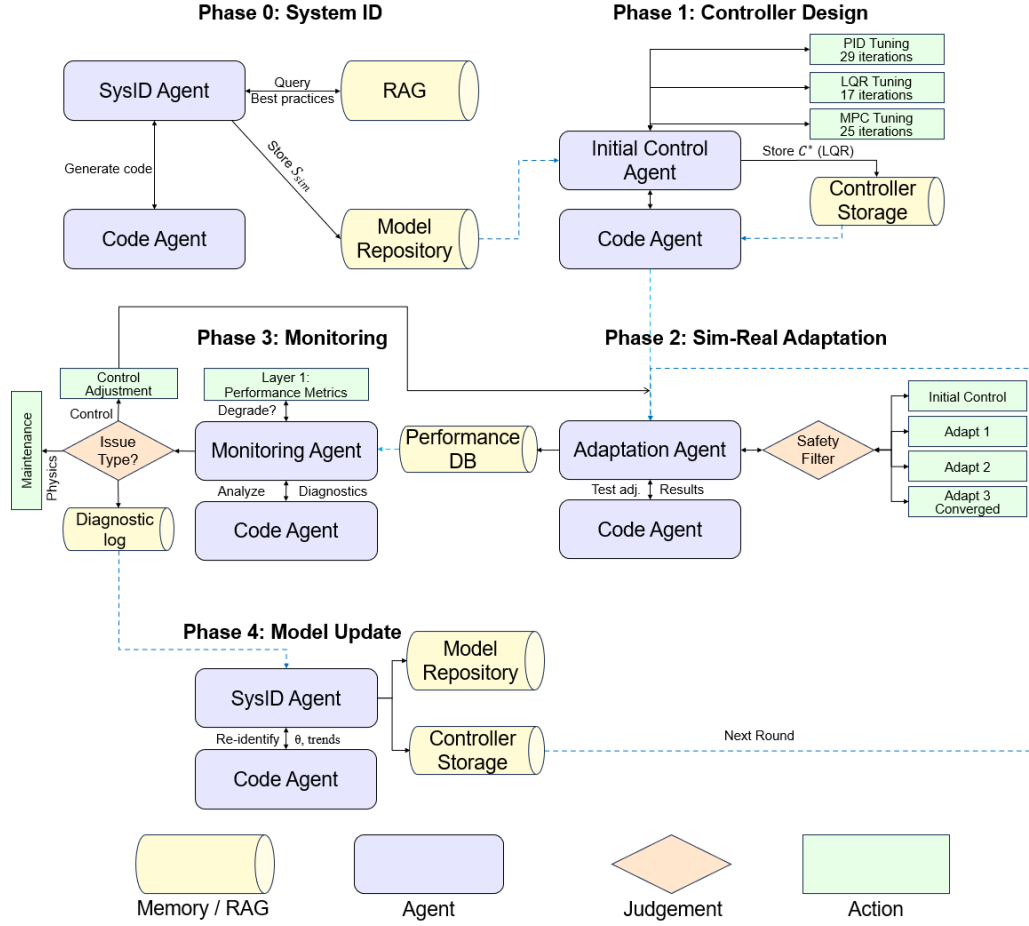 Phase 0: System ID
SysID Agent
Query
Best practices
RAG
Generate code
Store S_sim
Code Agent
Model
Repository
Phase 1: Controller Design
PID Tuning
29 iterations
LQR Tuning
17 iterations
MPC Tuning
25 iterations
Initial Control
Agent
Store C* (LQR)
Controller
Storage
Code Agent
Phase 3: Monitoring
Control
Adjustment
Layer 1:
Performance Metrics
Degrade?
Control
Maintenance
Physics
Issue
Type?
Monitoring Agent
Performance
DB
Analyze
Diagnostics
Diagnostic
log
Code Agent
Phase 2: Sim-Real Adaptation
Adaptation Agent
Safety
Filter
Initial Control
Adapt 1
Adapt 2
Adapt 3
Converged
Test adj.
Results
Code Agent
Phase 4: Model Update
SysID Agent
Model
Repository
Re-identify
θ, trends
Controller
Storage
Code Agent
Next Round
Memory / RAG
Agent
Judgement
Action